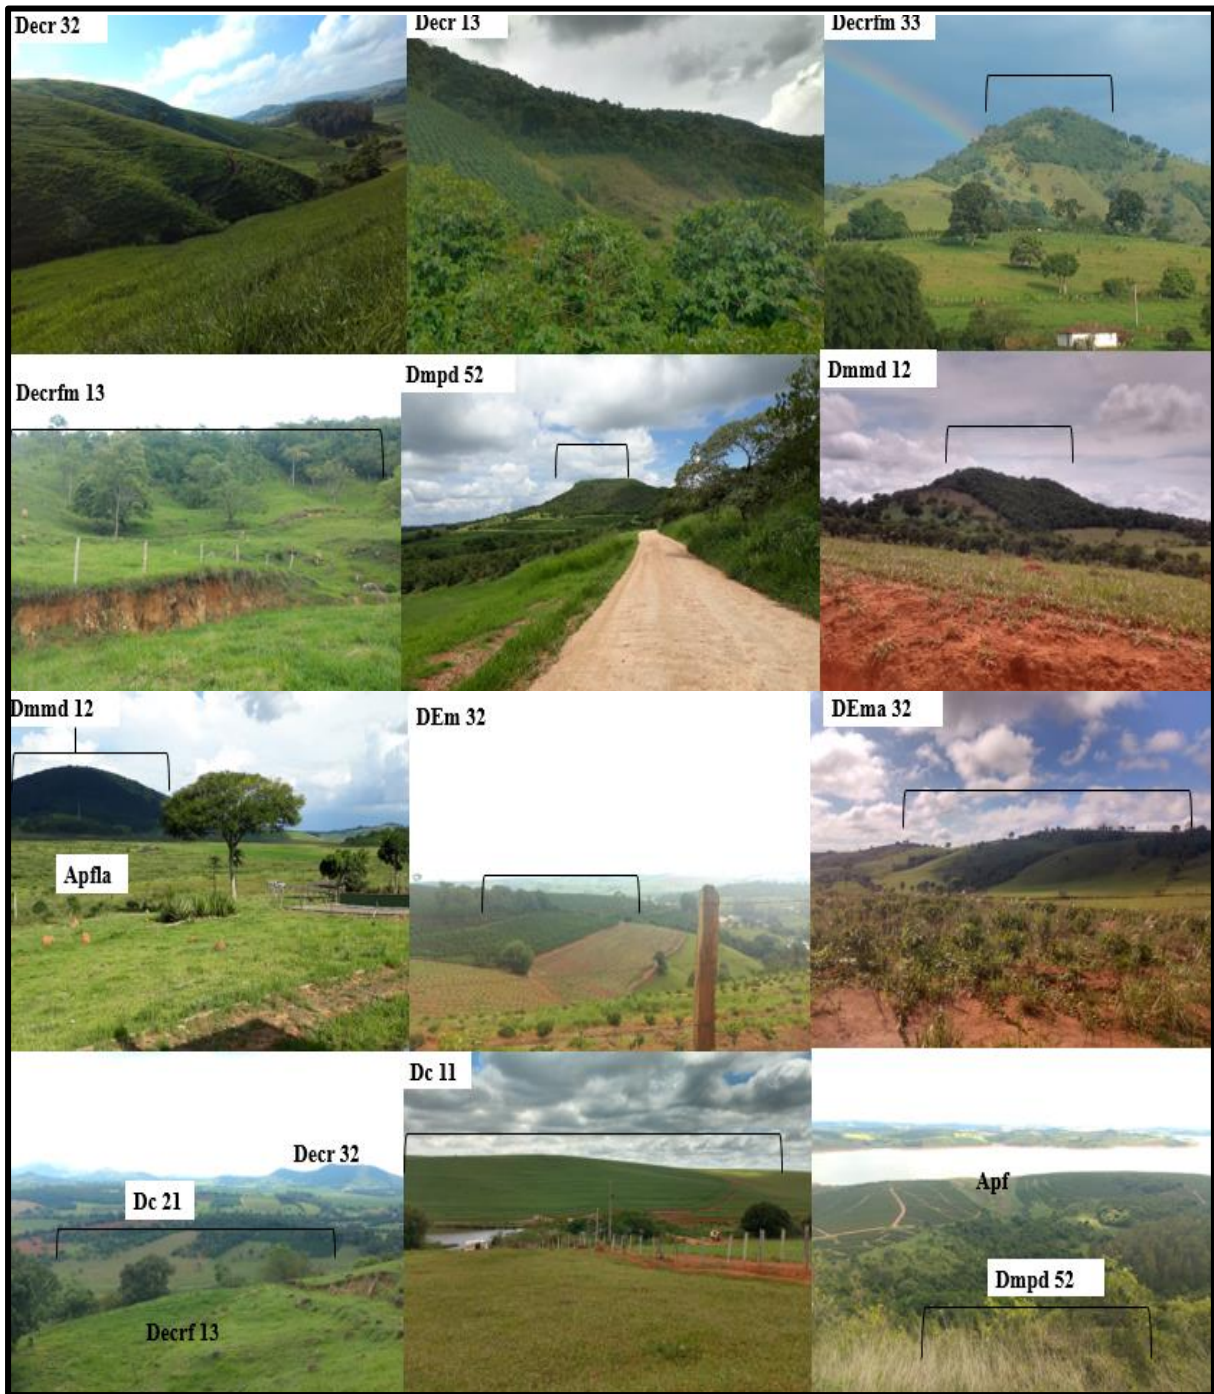 Decr 32
Decr 13
Decrfm 33
Decrfm 13
Dmpd 52
Dmmd 12
Dmmd 12
Apfla
DEm 32
DEma 32
Decr 32
Dc 21
Decrf 13
Dc 11
Apf
Dmpd 52